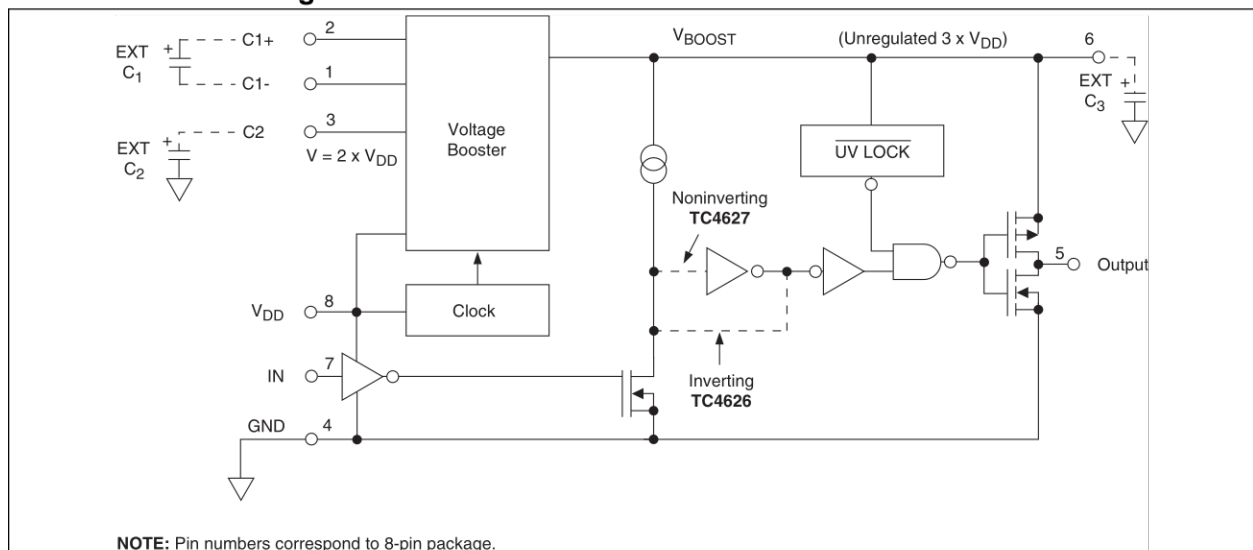 2
C1+
EXT +
C1
1
C1-
3
C2
EXT +
C2
V = 2 x VDD
Voltage
Booster
VBOOST
(Unregulated 3 x VDD)
6
EXT +
C3
UV LOCK
Noninverting
TC4627
5
Output
VDD
8
Clock
IN
7
Inverting
TC4626
GND
4
NOTE: Pin numbers correspond to 8-pin package.